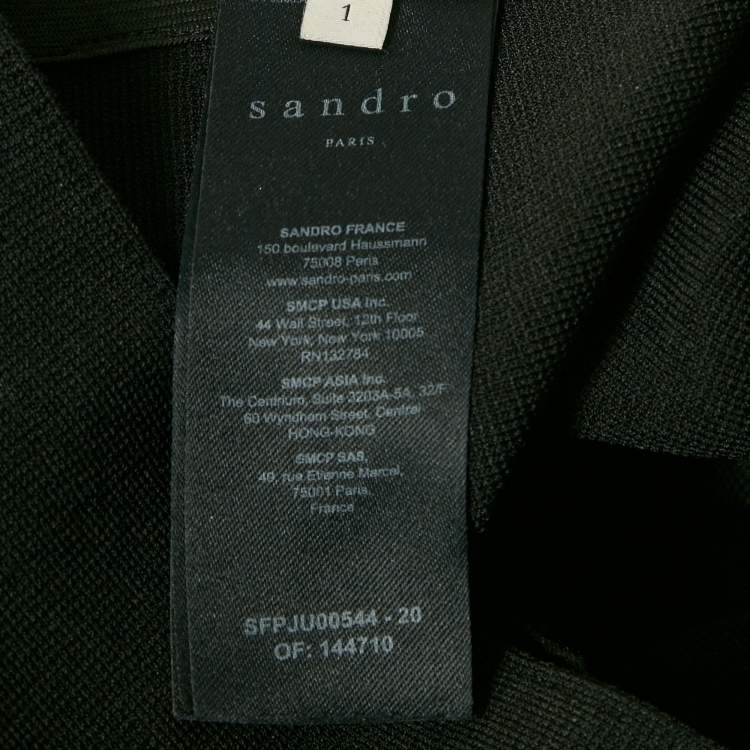 1
sandro
PARIS
SANDRO FRANCE
150 boulevard Haussmann
75008 Paris
www.sandro-paris.com
SMCP USA Inc.
44 Wall Street, 12th Floor
New York, New York 10005
RN132784
SMCP ASIA Inc.
The Centrium, Suite 3203A-5A, 32/F
60 Wyndham Street, Central
HONG-KONG
SMCP SAS,
49, rue Etienne Marcel,
75001 Paris,
France
SFPJU00544 - 20
OF: 144710